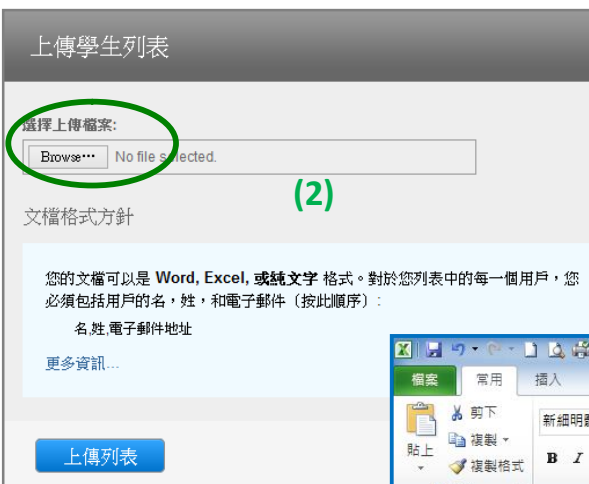 上傳學生列表
選擇上傳檔案:
Browse… No file selected.
(2)
文檔格式方針
您的文檔可以是 Word, Excel, 或純文字 格式。對於您列表中的每一個用戶，您
必須包括用戶的名，姓，和電子郵件〔按此順序〕:
名,姓,電子郵件地址
更多資訊...
上傳列表
檔案 常用 插入
剪下
複製
貼上
複製格式
新細明體
B I